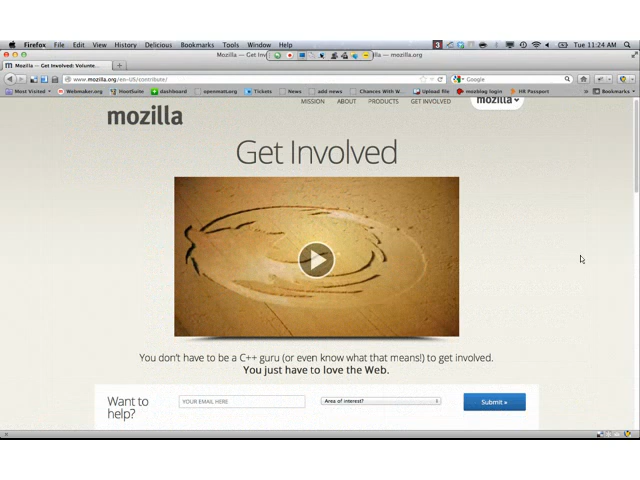 Firefox File Edit View History Delicious Bookmarks Tools Window Help
3 Tue 11:24 AM
Mozilla — Get In
lla — mozilla.org
Mozilla — Get Involved: Volunte...
www.mozilla.org/en-US/contribute/
Google
Most Visited Webmaker.org HootSuite dashboard openmatt.org Tickets News add news Chances With W... Upload file mozblog login HR Passport Bookmarks
mozilla
MISSION ABOUT PRODUCTS GET INVOLVED
mozilla
Get Involved
You don't have to be a C++ guru (or even know what that means!) to get involved.
You just have to love the Web.
Want to
help?
YOUR EMAIL HERE
Area of interest?
Submit »